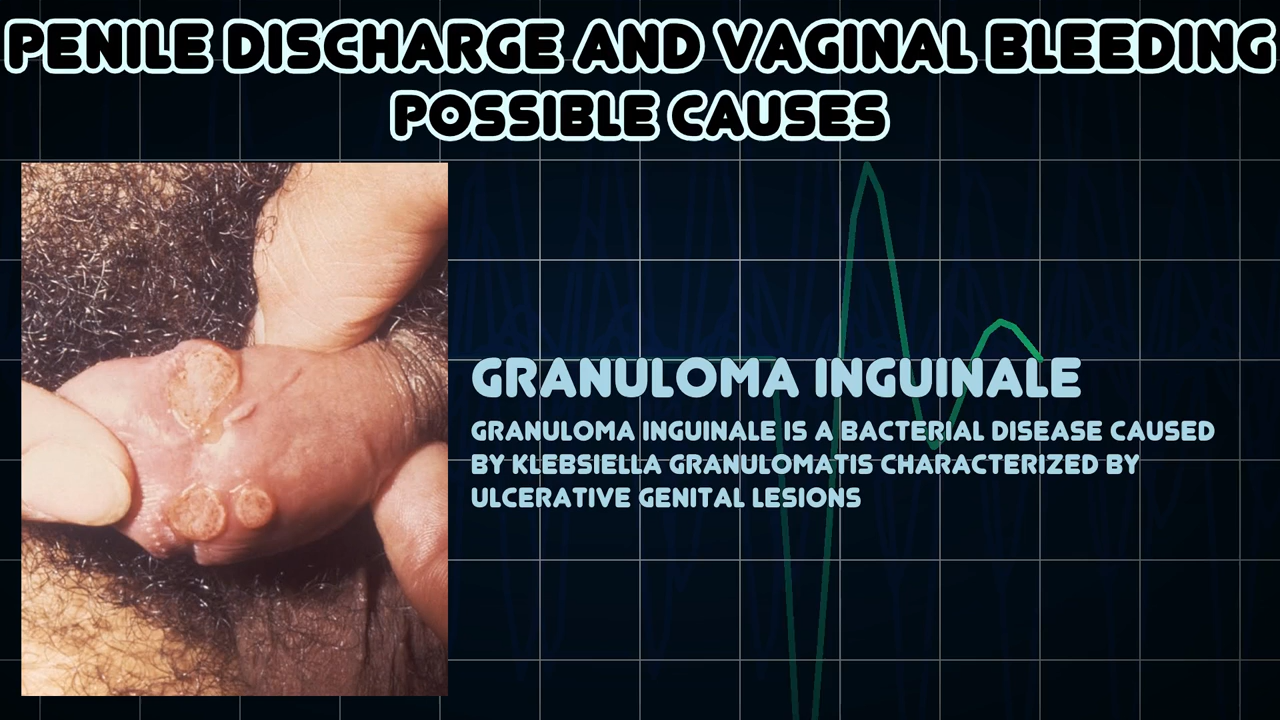 PENILE DISCHARGE AND VAGINAL BLEEDING
POSSIBLE CAUSES
GRANULOMA INGUINALE
GRANULOMA INGUINALE IS A BACTERIAL DISEASE CAUSED
BY KLEBSIELLA GRANULOMATIS CHARACTERIZED BY
ULCERATIVE GENITAL LESIONS